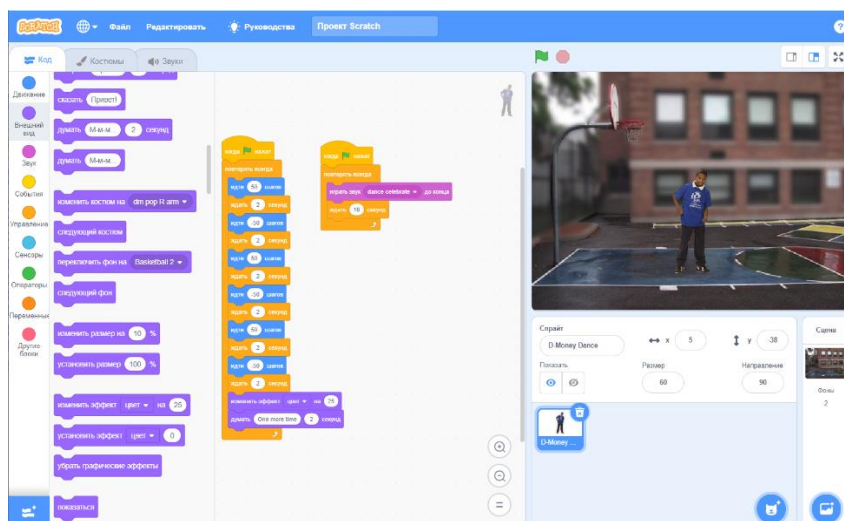 SCRATCH Файл Редактировать Руководства Проект Scratch
Код Костюмы Звуки
Движение
Внешний вид
Звук
События
Управление
Сенсоры
Операторы
Переменные
Другие блоки
сказать Привет!
думать М-м-м... 2 секунд
думать М-м-м...
изменить костюм на dm pop R arm
следующий костюм
переключить фон на Basketball 2
следующий фон
изменить размер на 10 %
установить размер 100 %
изменить эффект цвет на 25
установить эффект цвет 0
убрать графические эффекты
показаться
когда нажат
повторять всегда
идти 50 шагов
ждать 2 секунд
идти -50 шагов
ждать 2 секунд
идти 50 шагов
ждать 2 секунд
идти -50 шагов
ждать 2 секунд
идти 50 шагов
ждать 2 секунд
идти -50 шагов
ждать 2 секунд
изменить эффект цвет на 25
думать One more time 2 секунд
когда нажат
повторять всегда
играть звук dance celebrate до конца
ждать 10 секунд
Спрайт
D-Money Dance
x 5
y -38
Показать
Размер
60
Направление
90
D-Money ...
Сцена
Фоны
2